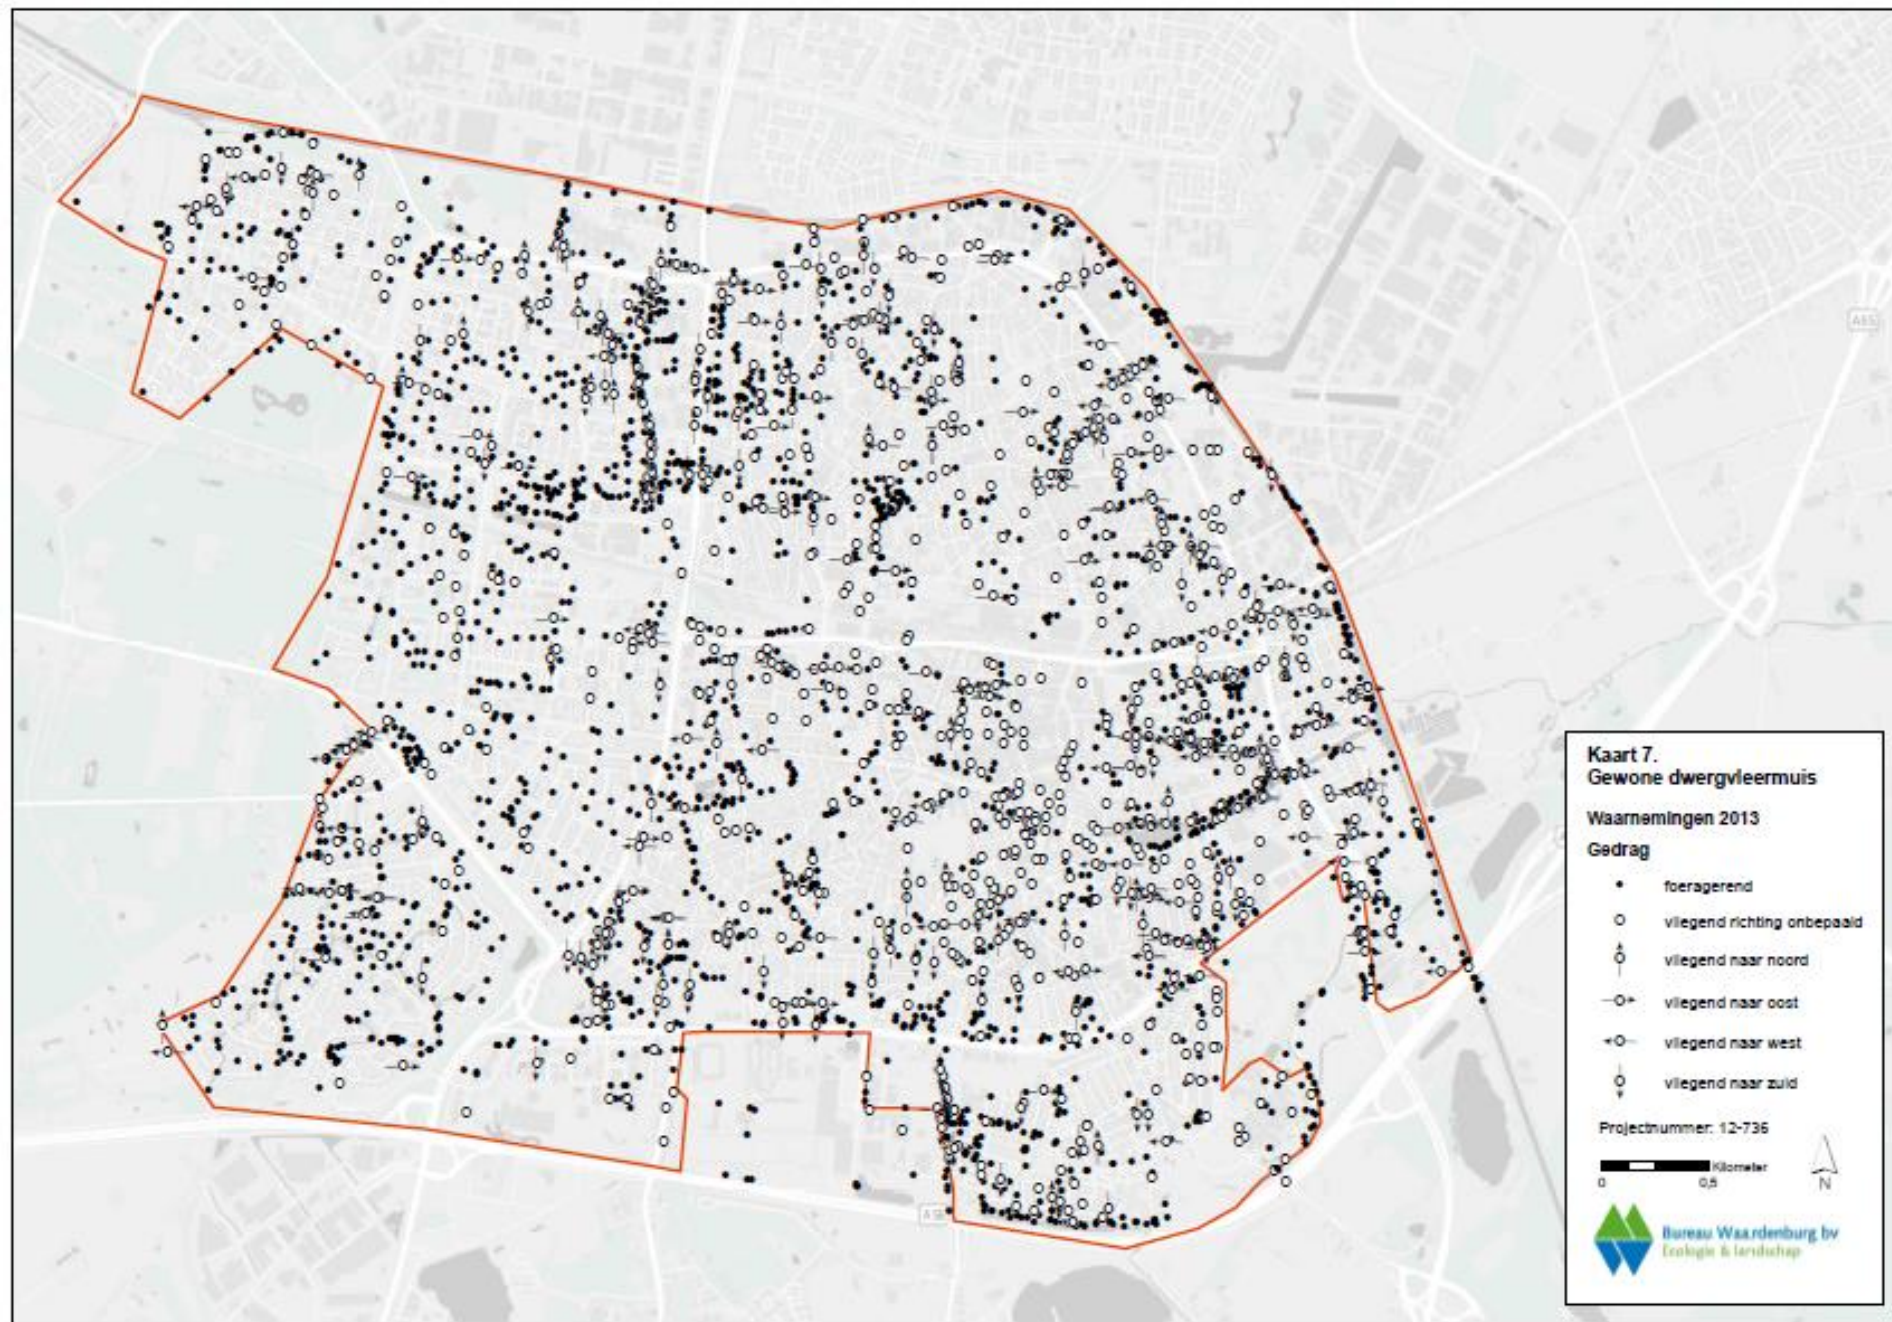 A65
Kaart 7.
Gewone dwergvleermuis
Waarnemingen 2013
Gedrag
foeragerend
vliegend richting onbepaald
vliegend naar noord
vliegend naar oost
vliegend naar west
vliegend naar zuid
Projectnummer: 12-736
Kilometer
0 0,5
N
Bureau Waardenburg bv
Ecologie & landschap